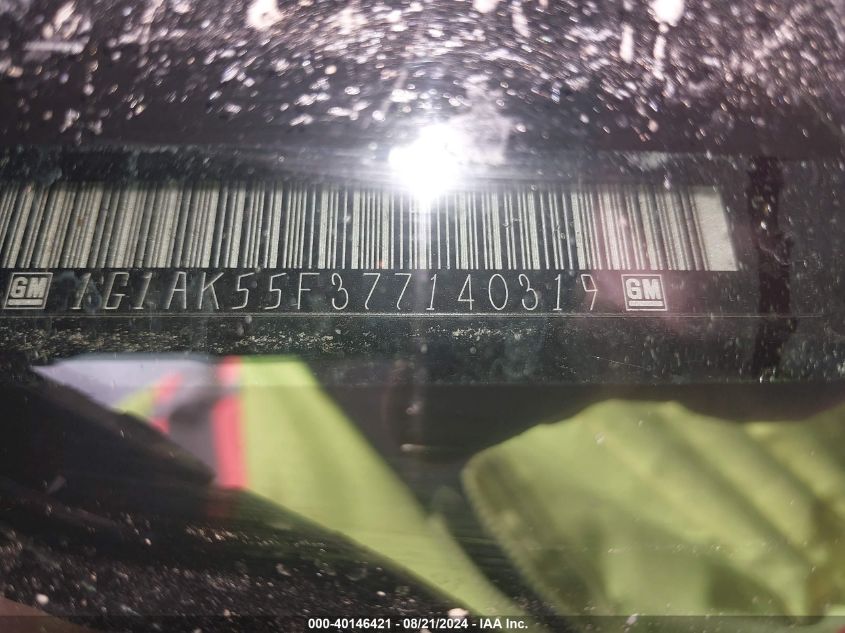 GM 1G1AK55F377140319 GM
000-40146421 - 08/21/2024 - IAA Inc.